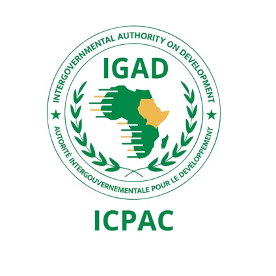 INTERGOVERNMENTAL AUTHORITY ON DEVELOPMENT
IGAD
AUTORITÉ INTERGOUVERNEMENTALE POUR LE DÉVELOPPEMENT
ICPAC